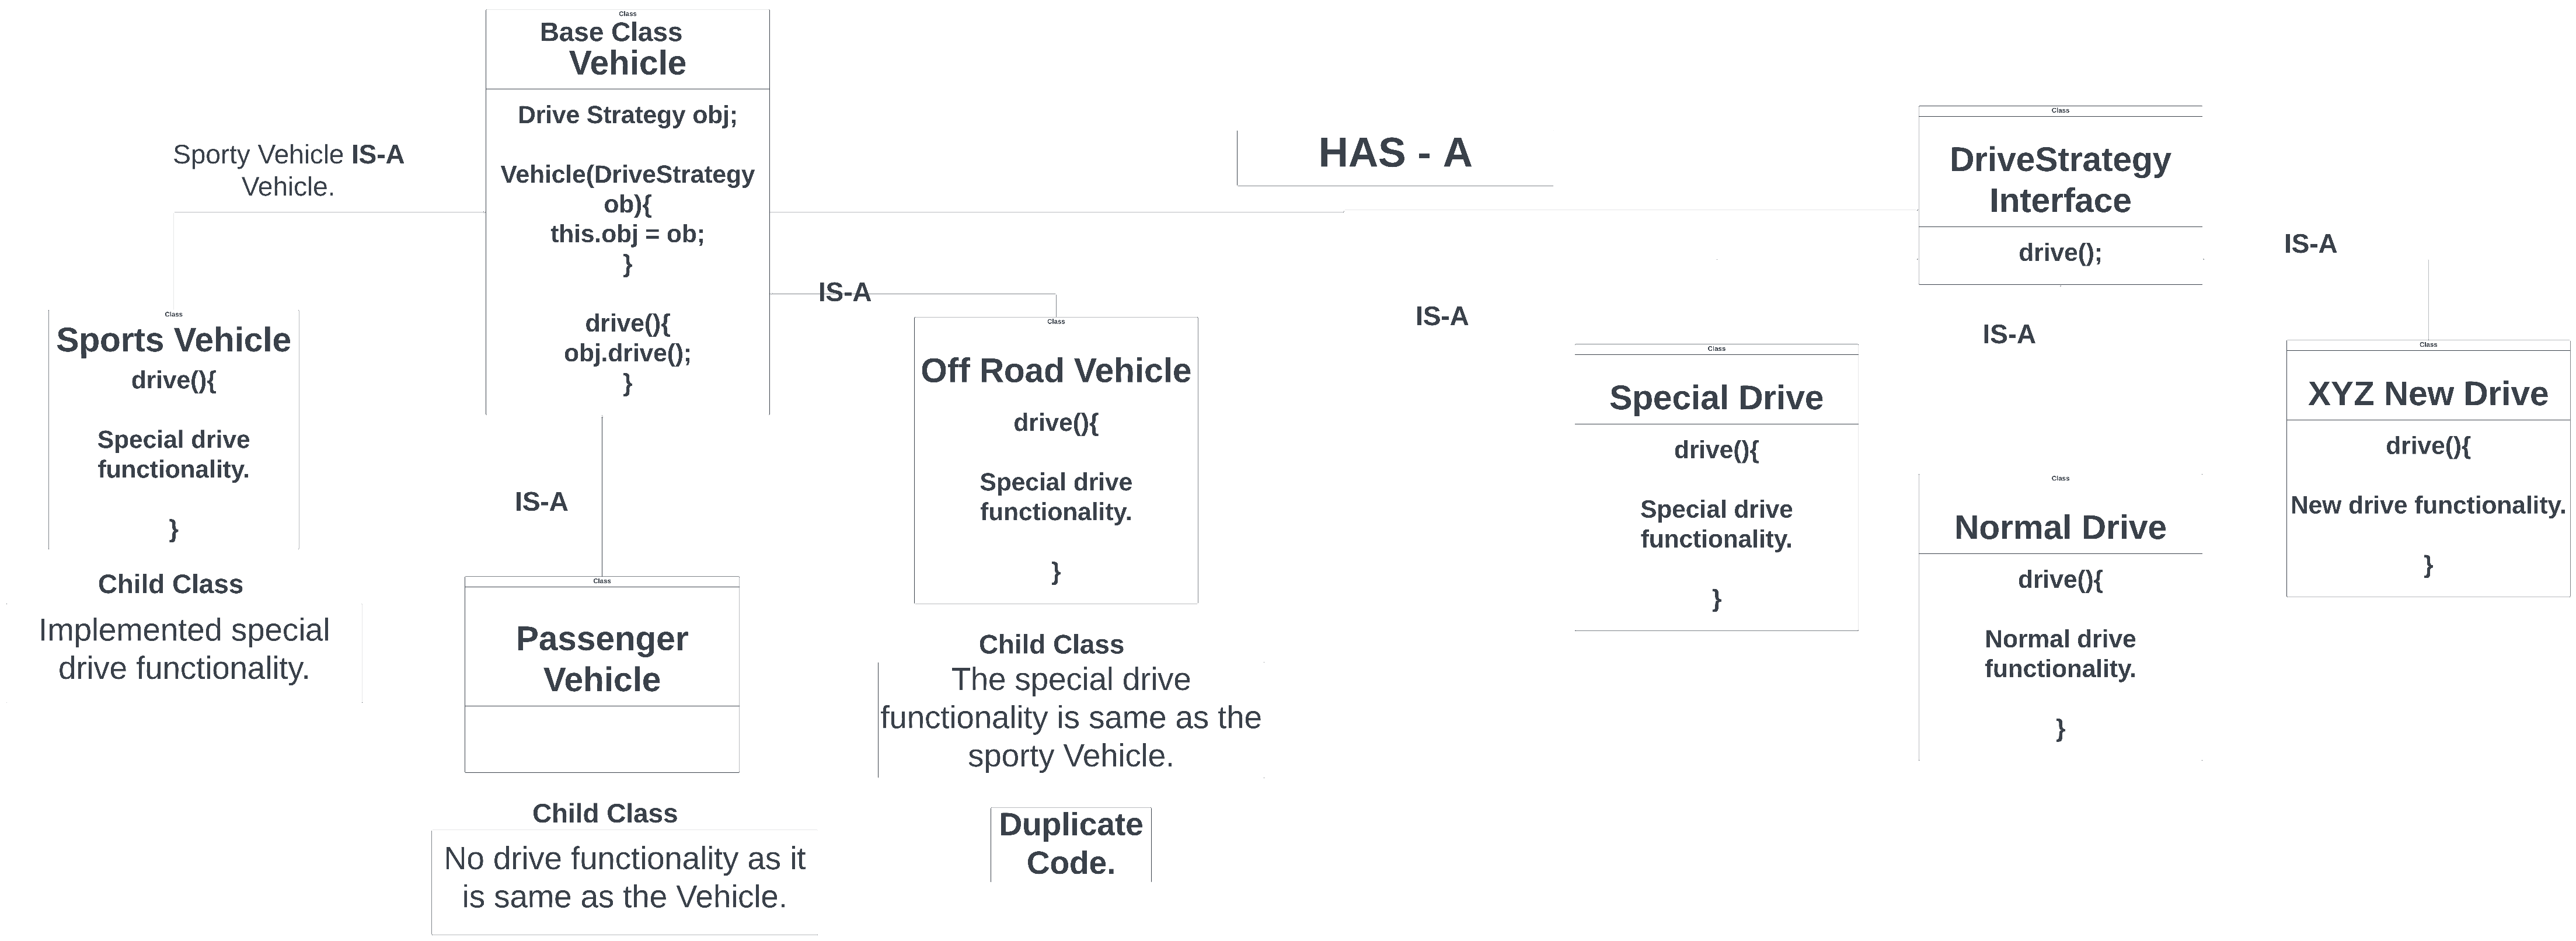 Class
Base Class
Vehicle
Drive Strategy obj;
Vehicle(DriveStrategy
ob){
this.obj = ob;
}
drive(){
obj.drive();
}
Sporty Vehicle IS-A
Vehicle.
HAS - A
Class
DriveStrategy
Interface
drive();
IS-A
IS-A
IS-A
IS-A
IS-A
Class
Sports Vehicle
drive(){
Special drive
functionality.
}
Child Class
Implemented special
drive functionality.
Class
Passenger
Vehicle
Child Class
No drive functionality as it
is same as the Vehicle.
Class
Off Road Vehicle
drive(){
Special drive
functionality.
}
Child Class
The special drive
functionality is same as the
sporty Vehicle.
Duplicate
Code.
Class
Special Drive
drive(){
Special drive
functionality.
}
Class
Normal Drive
drive(){
Normal drive
functionality.
}
Class
XYZ New Drive
drive(){
New drive functionality.
}